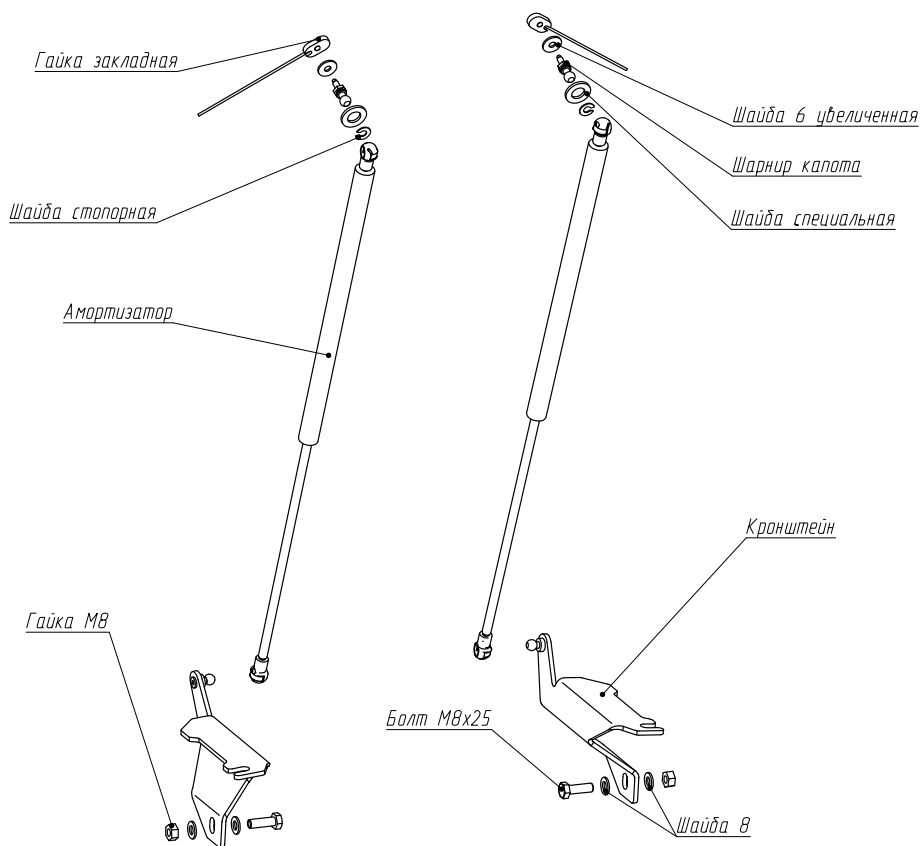 Гайка закладная
Шайба 6 увеличенная
Шарнир капота
Шайба стопорная
Шайба специальная
Амортизатор
Кронштейн
Гайка М8
Болт М8х25
Шайба 8